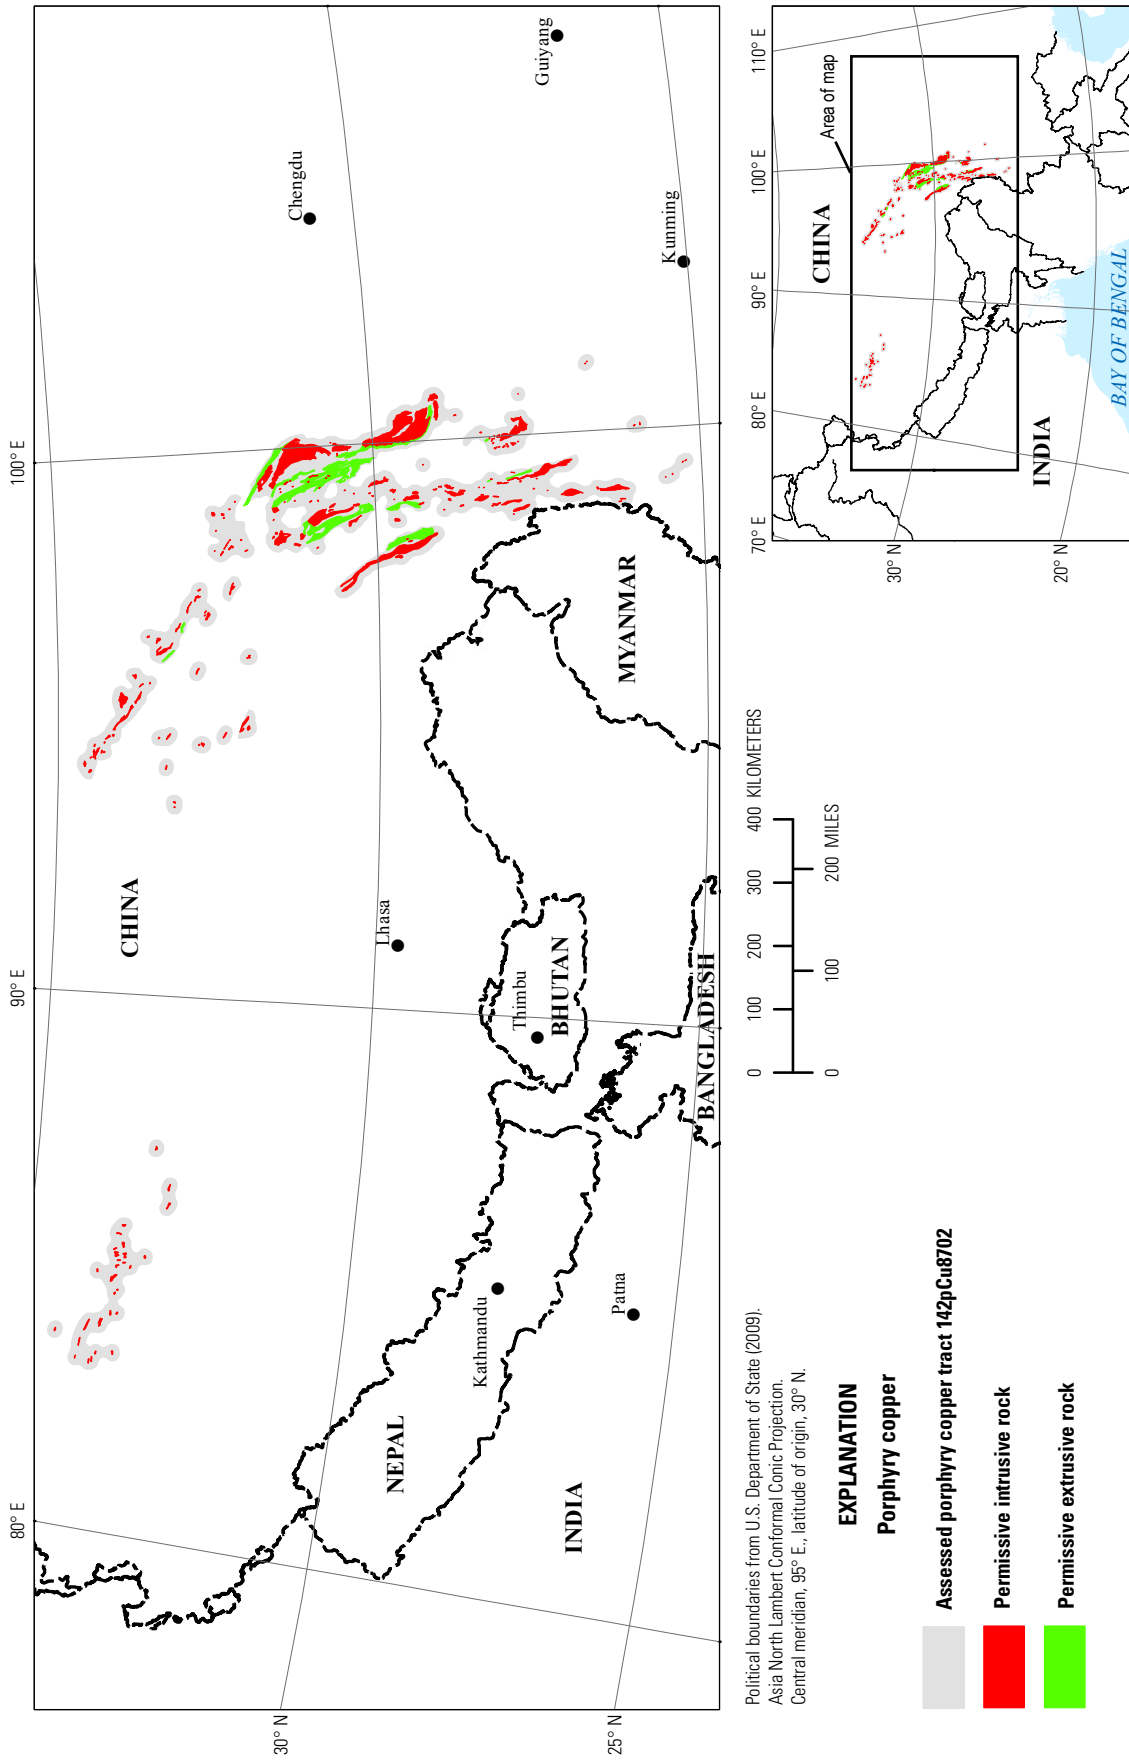 80° E
90° E
100° E
30° N
25° N
CHINA
Chengdu
Guiyang
Kunming
Lhasa
Thimbu
BHUTAN
MYANMAR
NEPAL
Kathmandu
Patna
INDIA
BANGLADESH
Political boundaries from U.S. Department of State (2009).
Asia North Lambert Conformal Conic Projection.
Central meridian, 95° E., latitude of origin, 30° N.
0 100 200 300 400 KILOMETERS
0 100 200 MILES
EXPLANATION
Porphyry copper
Assessed porphyry copper tract 142pCu8702
Permissive intrusive rock
Permissive extrusive rock
70° E
80° E
90° E
100° E
110° E
30° N
20° N
Area of map
CHINA
INDIA
BAY OF BENGAL